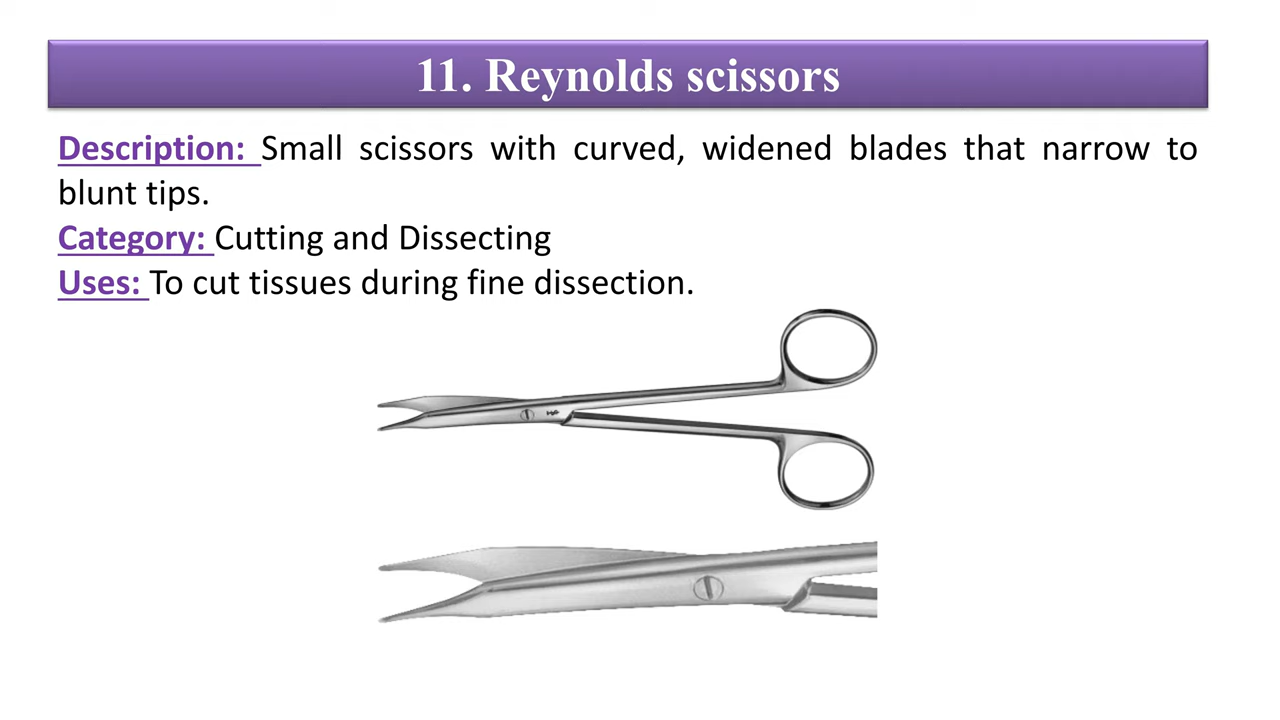 11. Reynolds scissors
Description: Small scissors with curved, widened blades that narrow to
blunt tips.
Category: Cutting and Dissecting
Uses: To cut tissues during fine dissection.